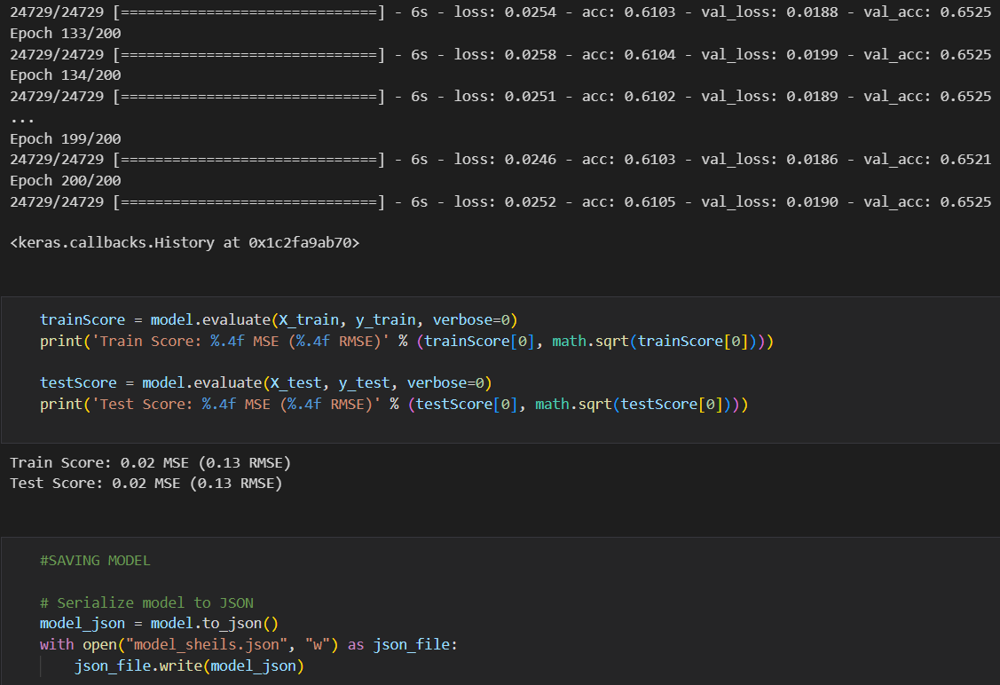 24729/24729 [==============================] - 6s - loss: 0.0254 - acc: 0.6103 - val_loss: 0.0188 - val_acc: 0.6525
Epoch 133/200
24729/24729 [==============================] - 6s - loss: 0.0258 - acc: 0.6104 - val_loss: 0.0199 - val_acc: 0.6525
Epoch 134/200
24729/24729 [==============================] - 6s - loss: 0.0251 - acc: 0.6102 - val_loss: 0.0189 - val_acc: 0.6525
...
Epoch 199/200
24729/24729 [==============================] - 6s - loss: 0.0246 - acc: 0.6103 - val_loss: 0.0186 - val_acc: 0.6521
Epoch 200/200
24729/24729 [==============================] - 6s - loss: 0.0252 - acc: 0.6105 - val_loss: 0.0190 - val_acc: 0.6525
<keras.callbacks.History at 0x1c2fa9ab70>
trainScore = model.evaluate(X_train, y_train, verbose=0)
print('Train Score: %.4f MSE (%.4f RMSE)' % (trainScore[0], math.sqrt(trainScore[0])))
testScore = model.evaluate(X_test, y_test, verbose=0)
print('Test Score: %.4f MSE (%.4f RMSE)' % (testScore[0], math.sqrt(testScore[0])))
Train Score: 0.02 MSE (0.13 RMSE)
Test Score: 0.02 MSE (0.13 RMSE)
#SAVING MODEL
# Serialize model to JSON
model_json = model.to_json()
with open("model_sheils.json", "w") as json_file:
    json_file.write(model_json)